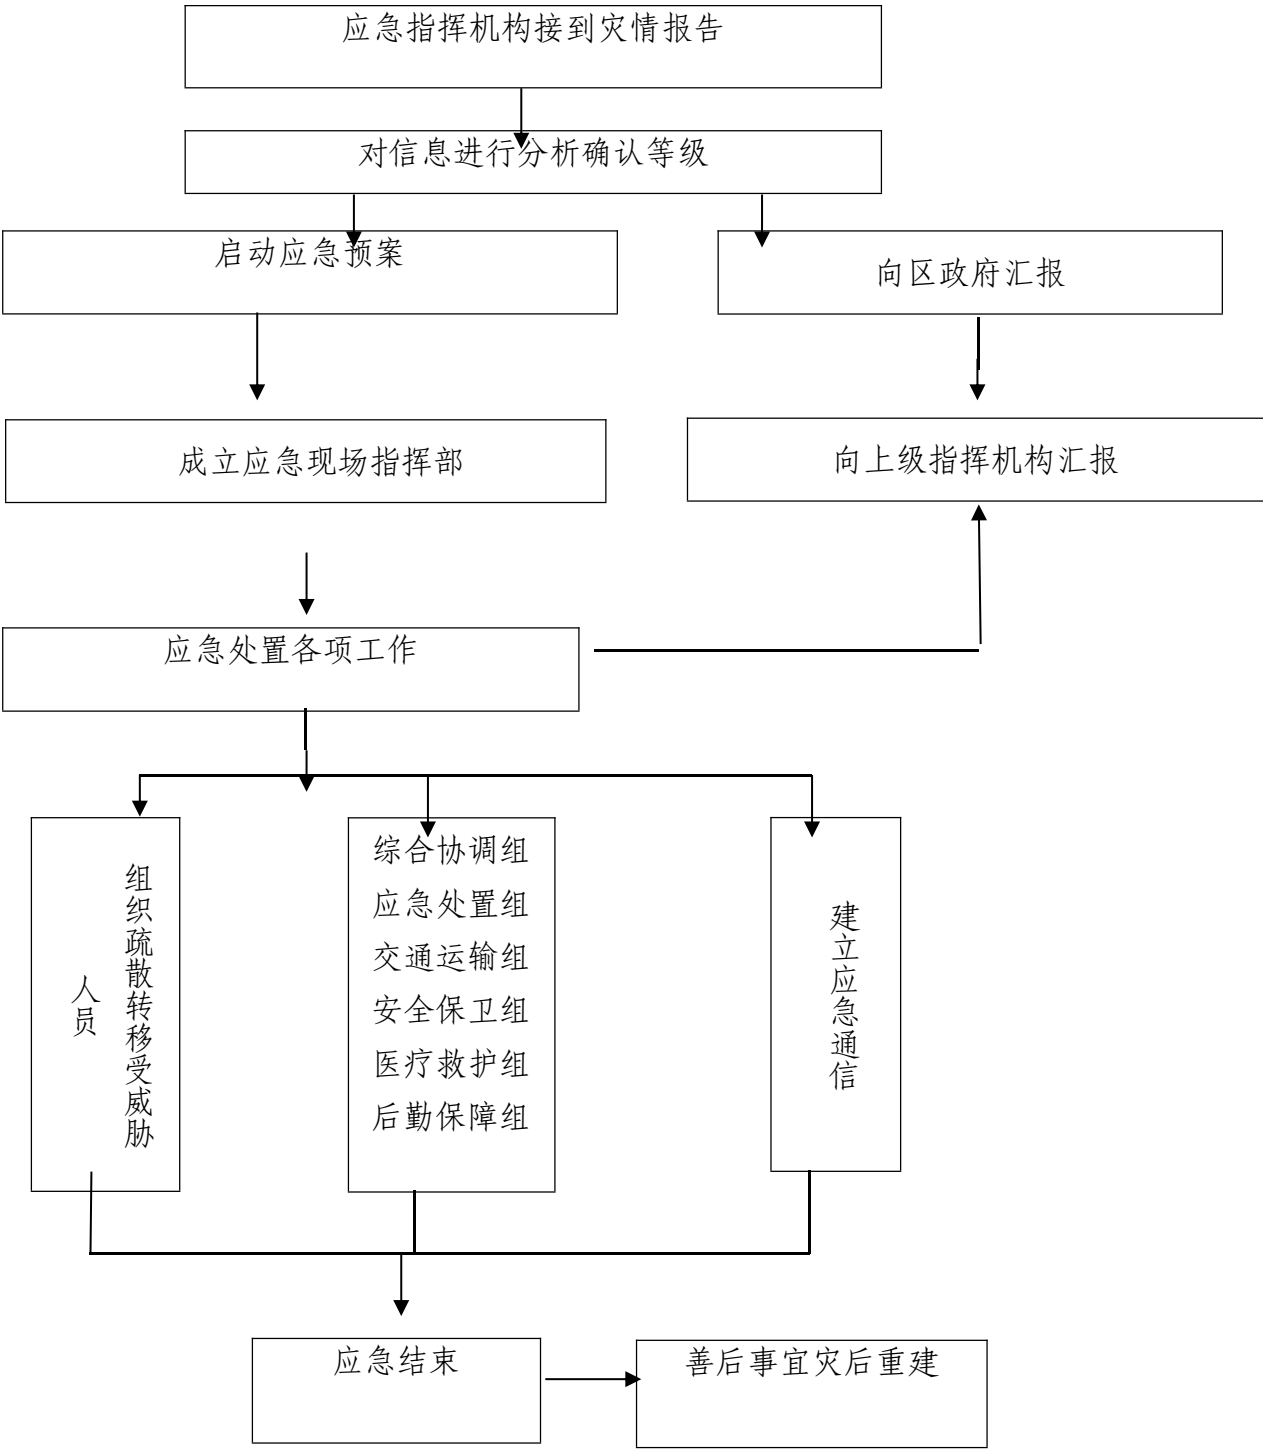 应急指挥机构接到灾情报告
对信息进行分析确认等级
启动应急预案
向区政府汇报
成立应急现场指挥部
向上级指挥机构汇报
应急处置各项工作
组织疏散转移受威胁
人员
综合协调组
应急处置组
交通运输组
安全保卫组
医疗救护组
后勤保障组
建立应急通信
应急结束
善后事宜灾后重建